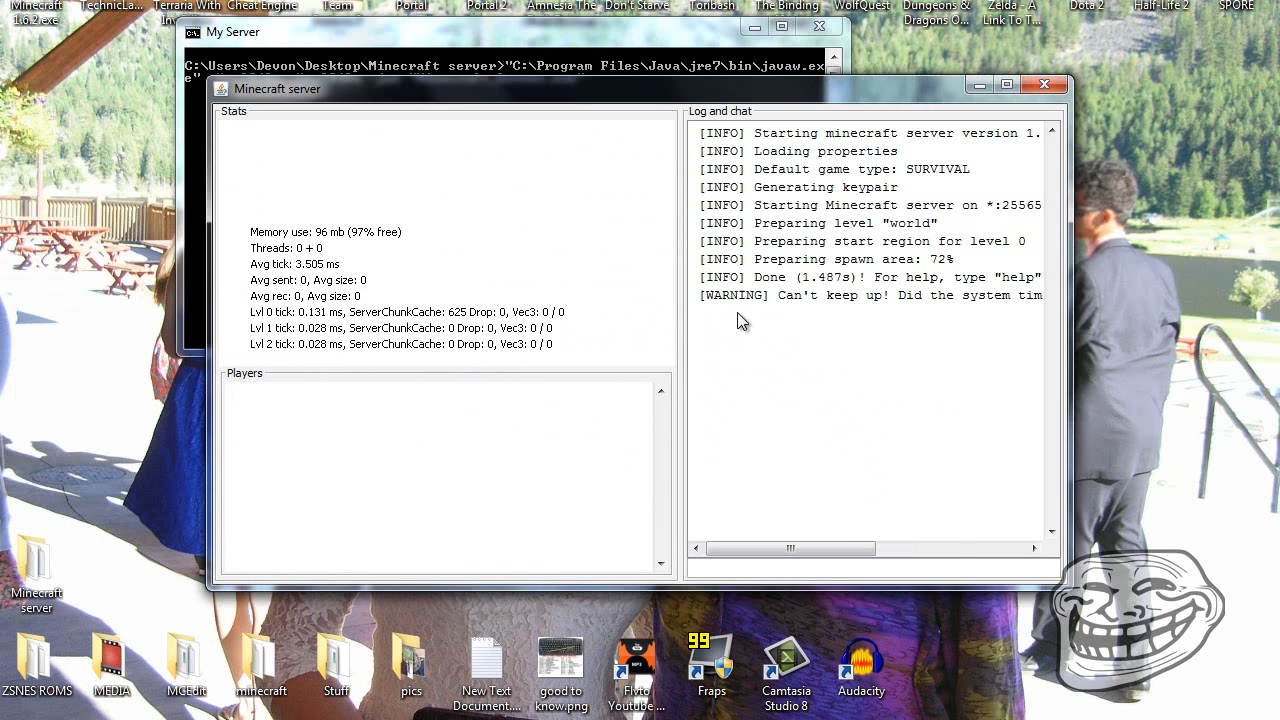 Minecraft
1.6.2.exe
TechnicLa...
Terraria With
In...
Cheat Engine
Team
Portal
Portal 2
Amnesia The
Don't Starve
Toribash
The Binding
WolfQuest
Dungeons &
Dragons O...
Zelda - A
Link To T...
Dota 2
Half-Life 2
SPORE
My Server
C:\Users\Devon\Desktop\Minecraft server>"C:\Program Files\Java\jre7\bin\javaw.ex
Minecraft server
Stats
Memory use: 96 mb (97% free)
Threads: 0 + 0
Avg tick: 3.505 ms
Avg sent: 0, Avg size: 0
Avg rec: 0, Avg size: 0
Lvl 0 tick: 0.131 ms, ServerChunkCache: 625 Drop: 0, Vec3: 0 / 0
Lvl 1 tick: 0.028 ms, ServerChunkCache: 0 Drop: 0, Vec3: 0 / 0
Lvl 2 tick: 0.028 ms, ServerChunkCache: 0 Drop: 0, Vec3: 0 / 0
Players
Log and chat
[INFO] Starting minecraft server version 1.
[INFO] Loading properties
[INFO] Default game type: SURVIVAL
[INFO] Generating keypair
[INFO] Starting Minecraft server on *:25565
[INFO] Preparing level "world"
[INFO] Preparing start region for level 0
[INFO] Preparing spawn area: 72%
[INFO] Done (1.487s)! For help, type "help"
[WARNING] Can't keep up! Did the system tim
Minecraft
server
99
ZSNES ROMS
MEDIA
MCEdit
minecraft
Stuff
pics
New Text
Document....
good to
know.png
MP3
Flvto
Youtube ...
Fraps
Camtasia
Studio 8
Audacity